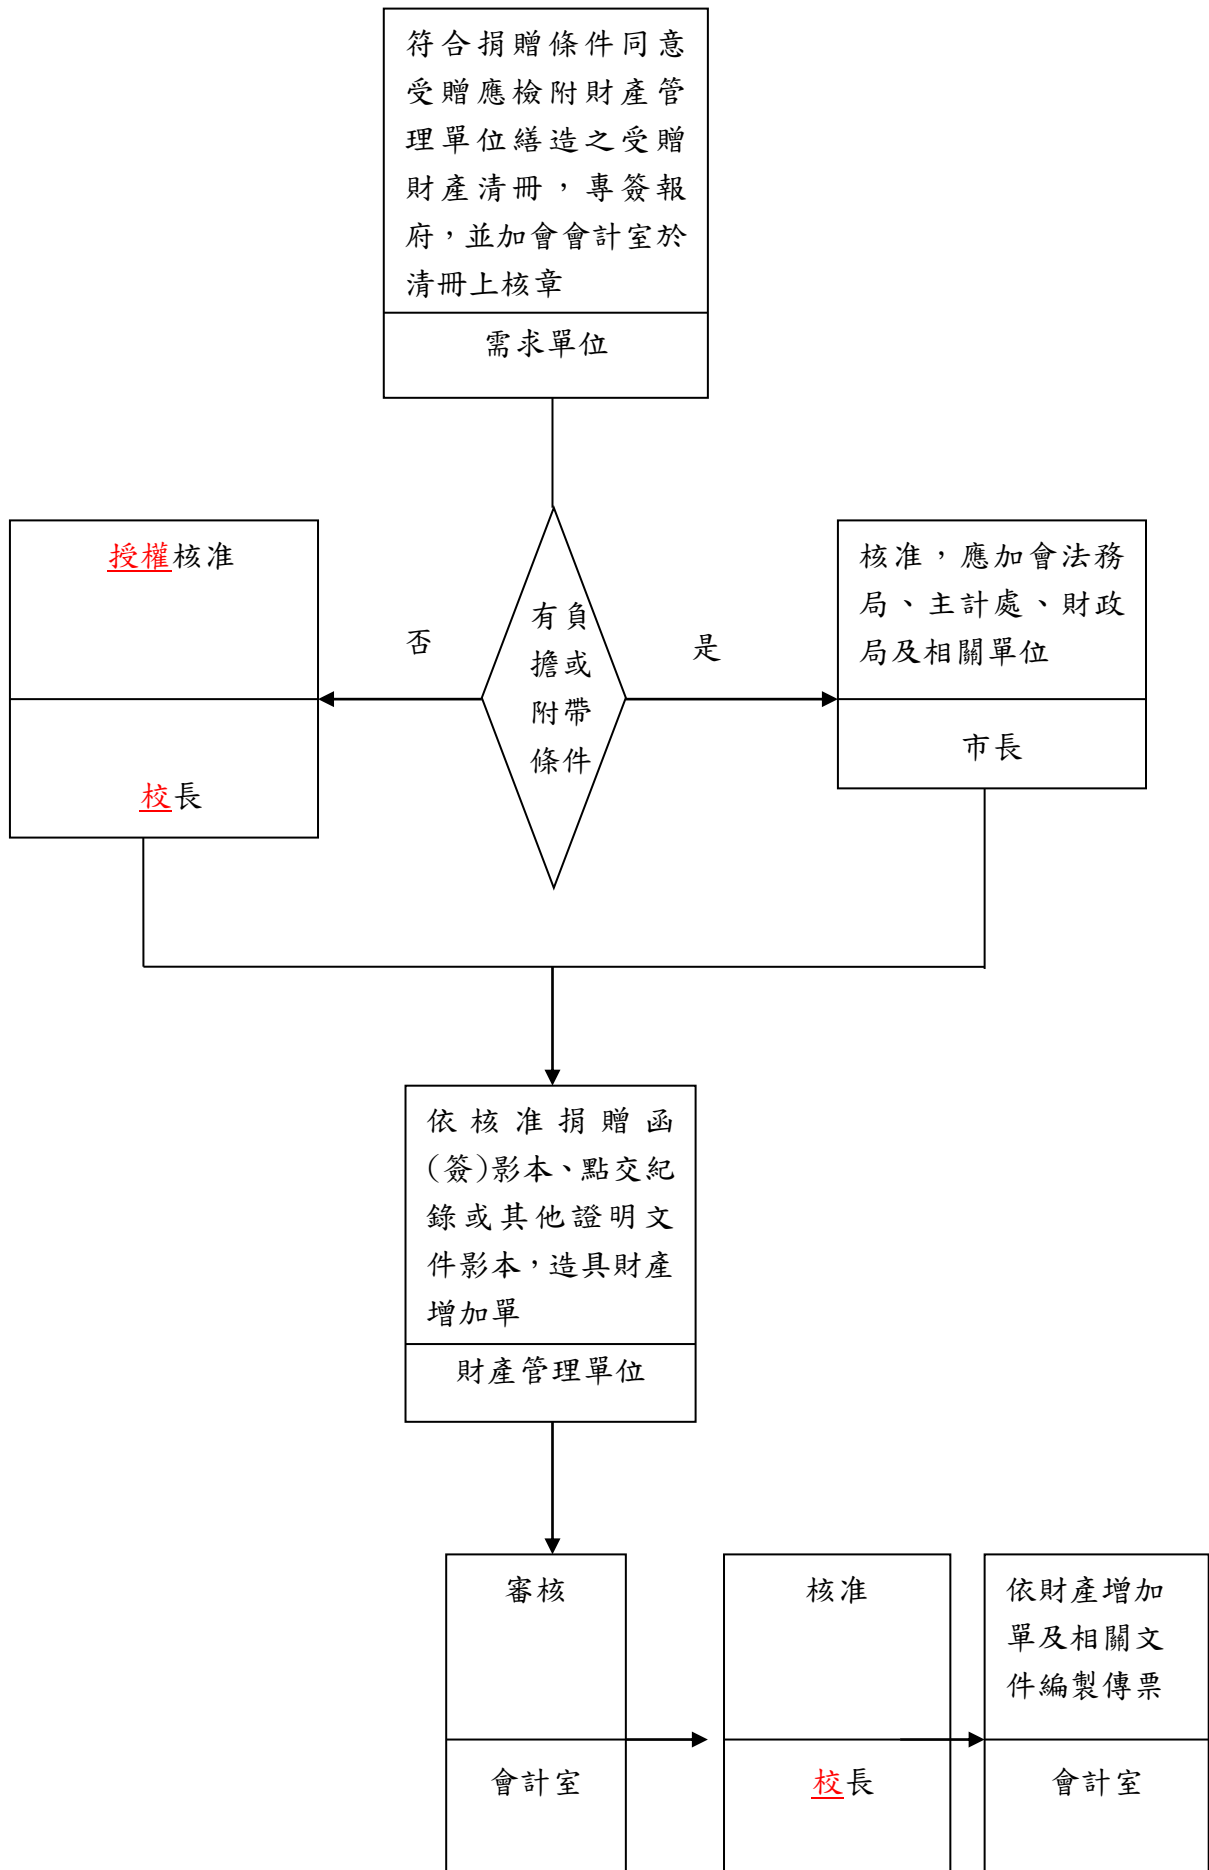 符合捐贈條件同意
受贈應檢附財產管
理單位繕造之受贈
財產清冊，專簽報
府，並加會會計室於
清冊上核章
需求單位
授權核准
校長
否
有負
擔或
附帶
條件
是
核准，應加會法務
局、主計處、財政
局及相關單位
市長
依核准捐贈函
(簽)影本、點交紀
錄或其他證明文
件影本，造具財產
增加單
財產管理單位
審核
會計室
核准
校長
依財產增加
單及相關文
件編製傳票
會計室